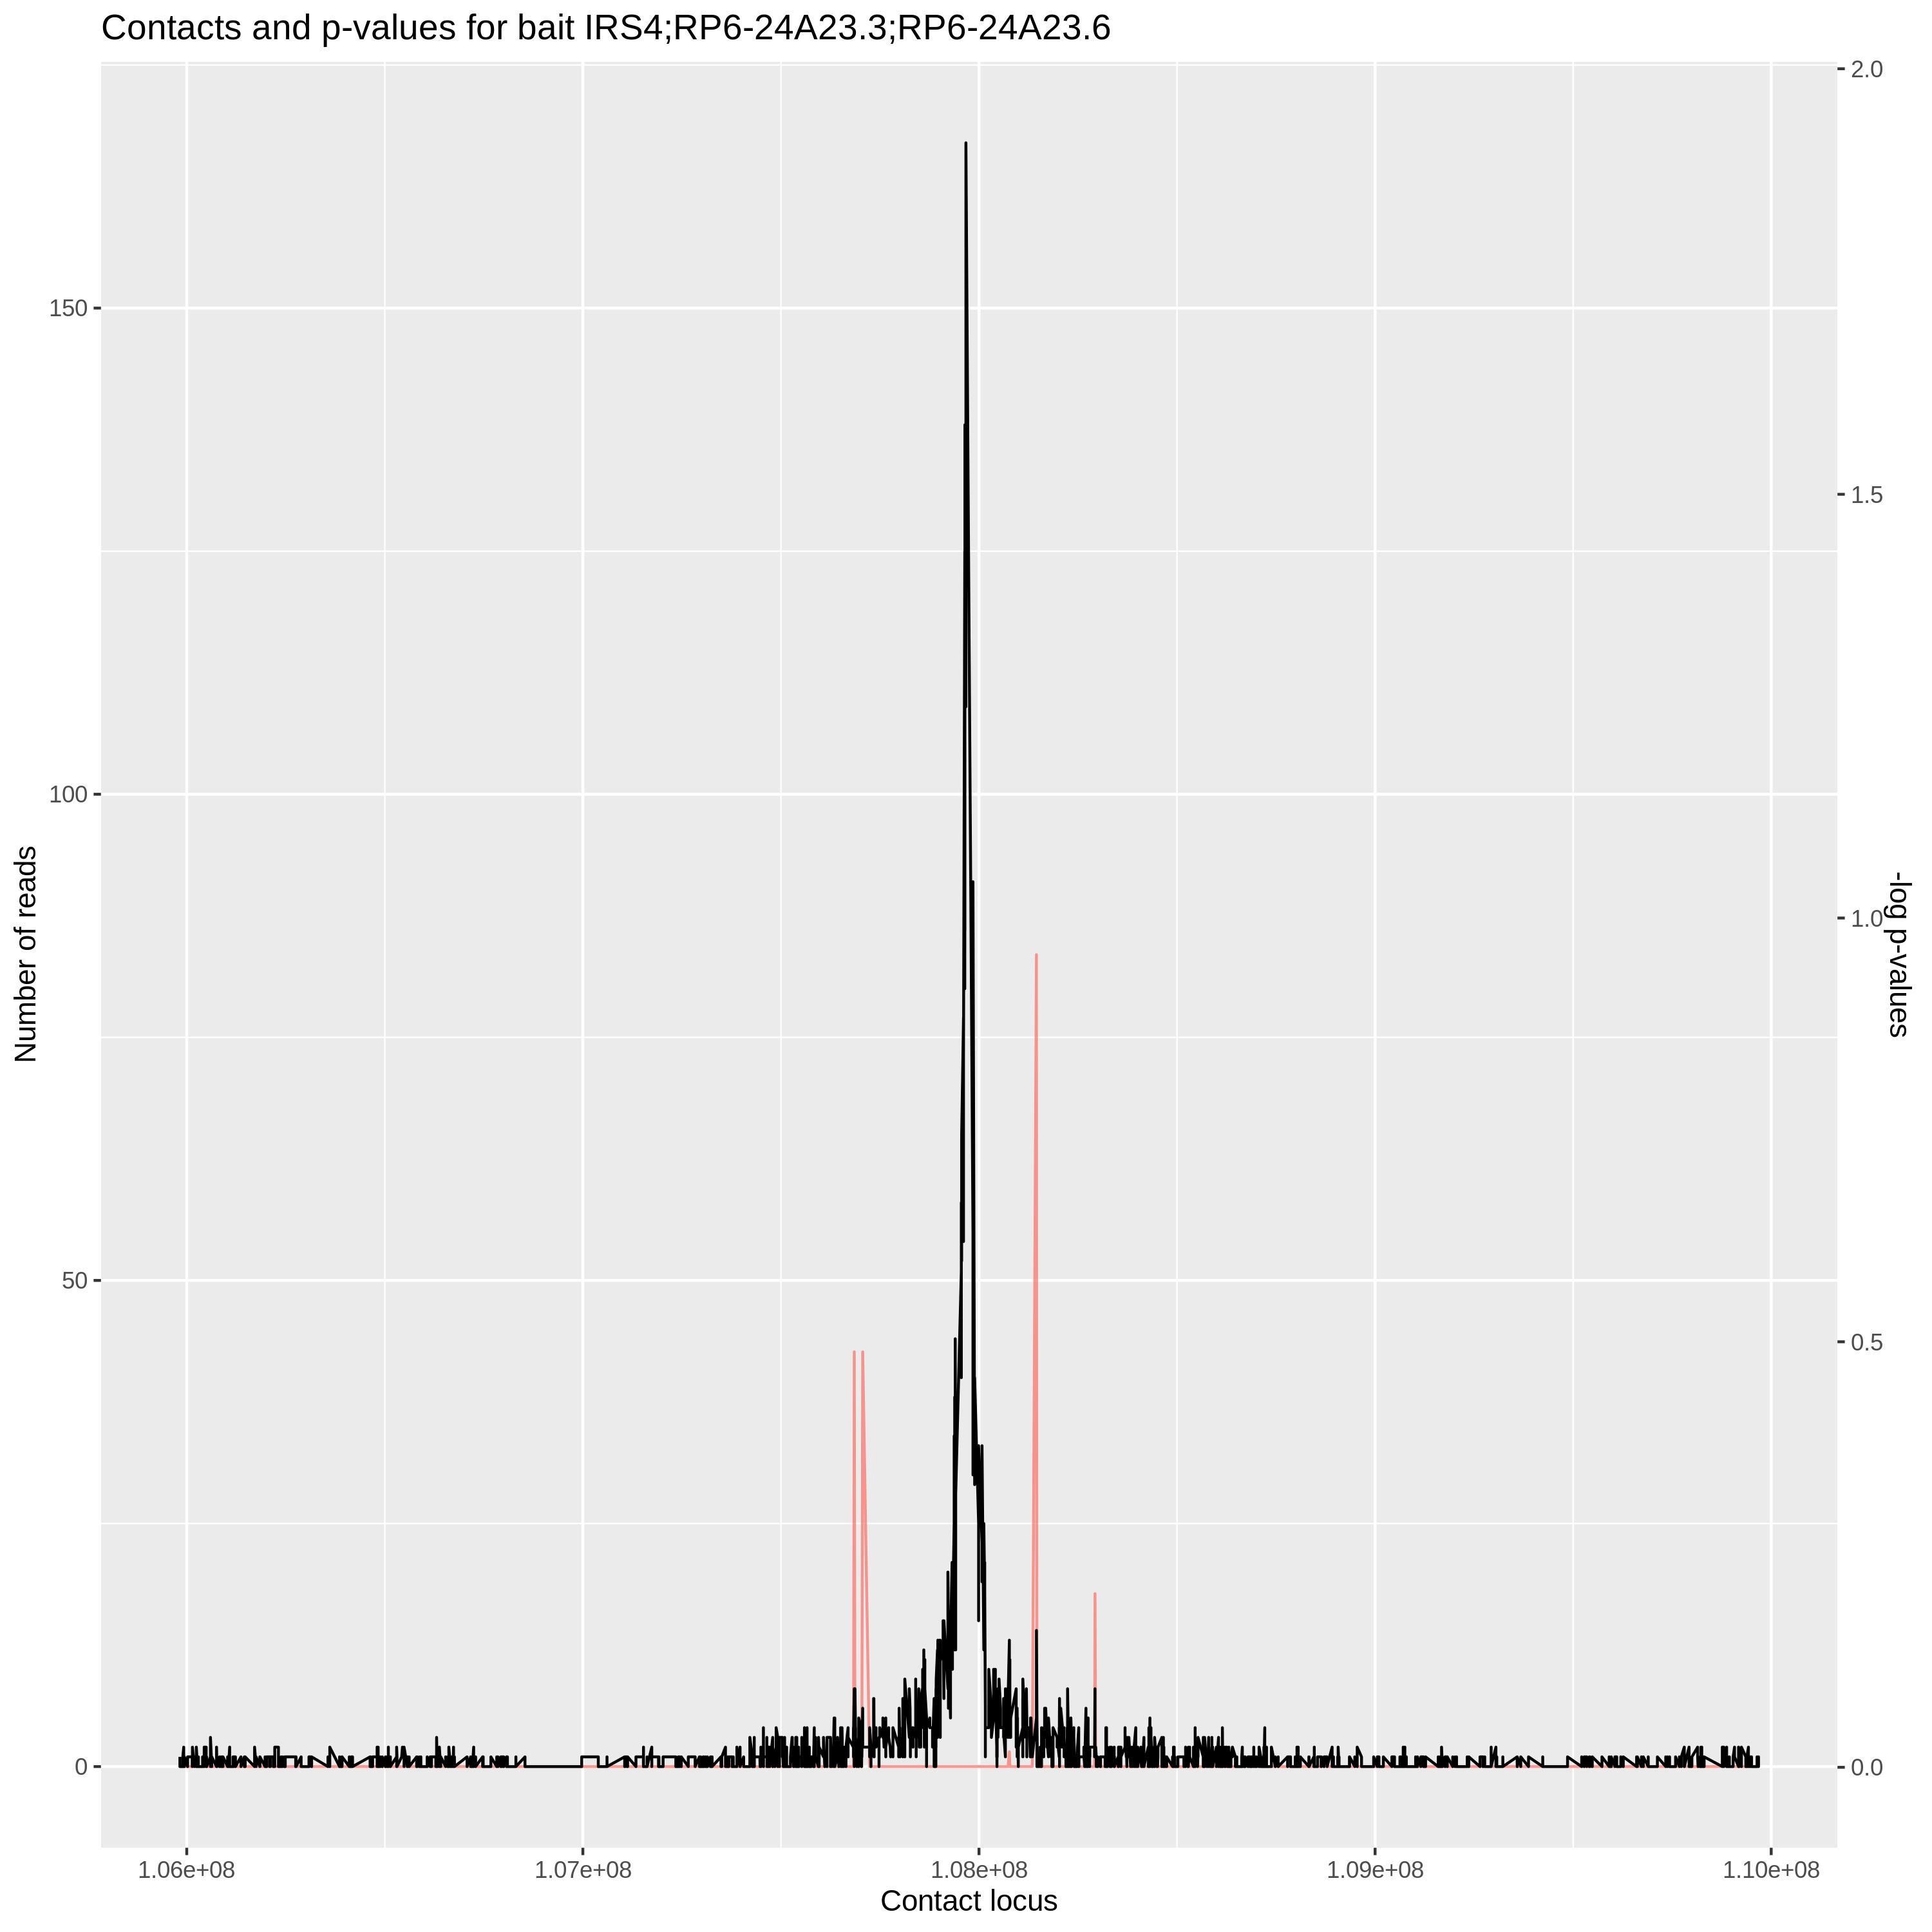 Contacts and p-values for bait IRS4;RP6-24A23.3;RP6-24A23.6
2.0
150
1.5
1.0
100
Number of reads
-log p-values
50
0.5
0
0.0
1.06e+08
1.07e+08
1.08e+08
1.09e+08
1.10e+08
Contact locus